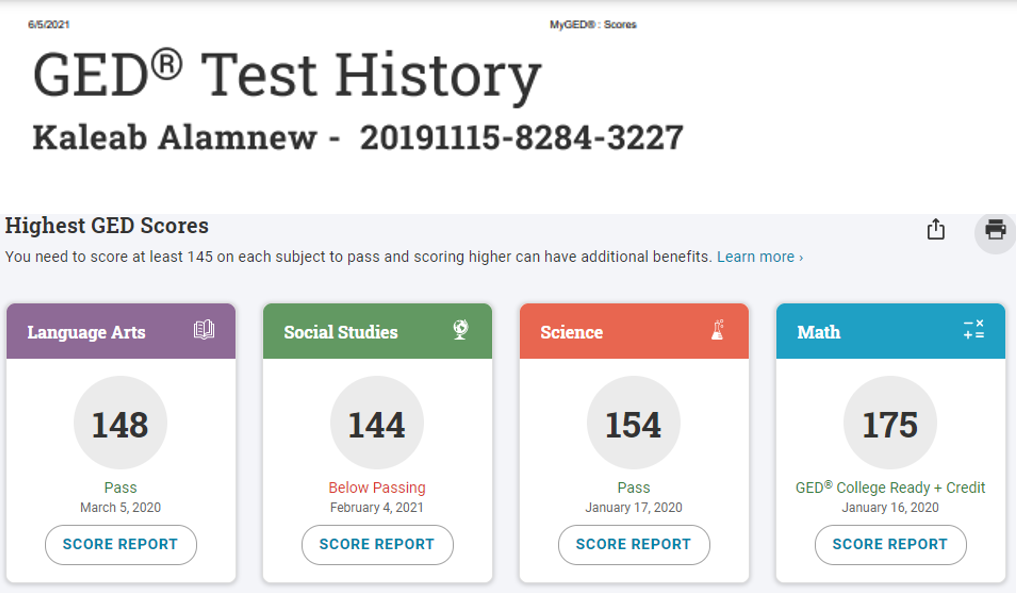 6/5/2021 MyGED® : Scores
GED® Test History
Kaleab Alamnew - 20191115-8284-3227
Highest GED Scores
You need to score at least 145 on each subject to pass and scoring higher can have additional benefits. Learn more ›
Language Arts
148
Pass
March 5, 2020
SCORE REPORT
Social Studies
144
Below Passing
February 4, 2021
SCORE REPORT
Science
154
Pass
January 17, 2020
SCORE REPORT
Math
175
GED® College Ready + Credit
January 16, 2020
SCORE REPORT